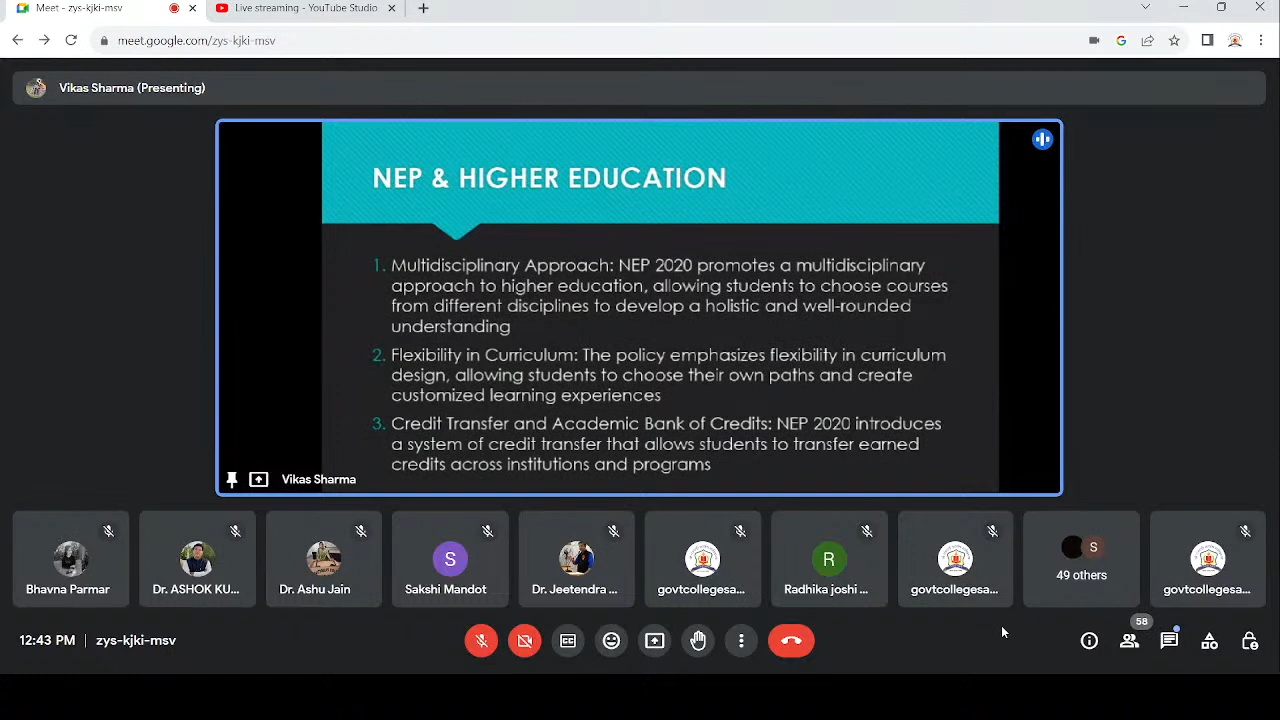 Meet - zys-kjki-msv
Live streaming - YouTube Studio
meet.google.com/zys-kjki-msv
Vikas Sharma (Presenting)
NEP & HIGHER EDUCATION
1. Multidisciplinary Approach: NEP 2020 promotes a multidisciplinary
approach to higher education, allowing students to choose courses
from different disciplines to develop a holistic and well-rounded
understanding
2. Flexibility in Curriculum: The policy emphasizes flexibility in curriculum
design, allowing students to choose their own paths and create
customized learning experiences
3. Credit Transfer and Academic Bank of Credits: NEP 2020 introduces
a system of credit transfer that allows students to transfer earned
credits across institutions and programs
Vikas Sharma
S
R
S
Bhavna Parmar
Dr. ASHOK KU...
Dr. Ashu Jain
Sakshi Mandot
Dr. Jeetendra ...
govtcollegesa...
Radhika joshi ...
govtcollegesa...
49 others
govtcollegesa...
12:43 PM | zys-kjki-msv
58